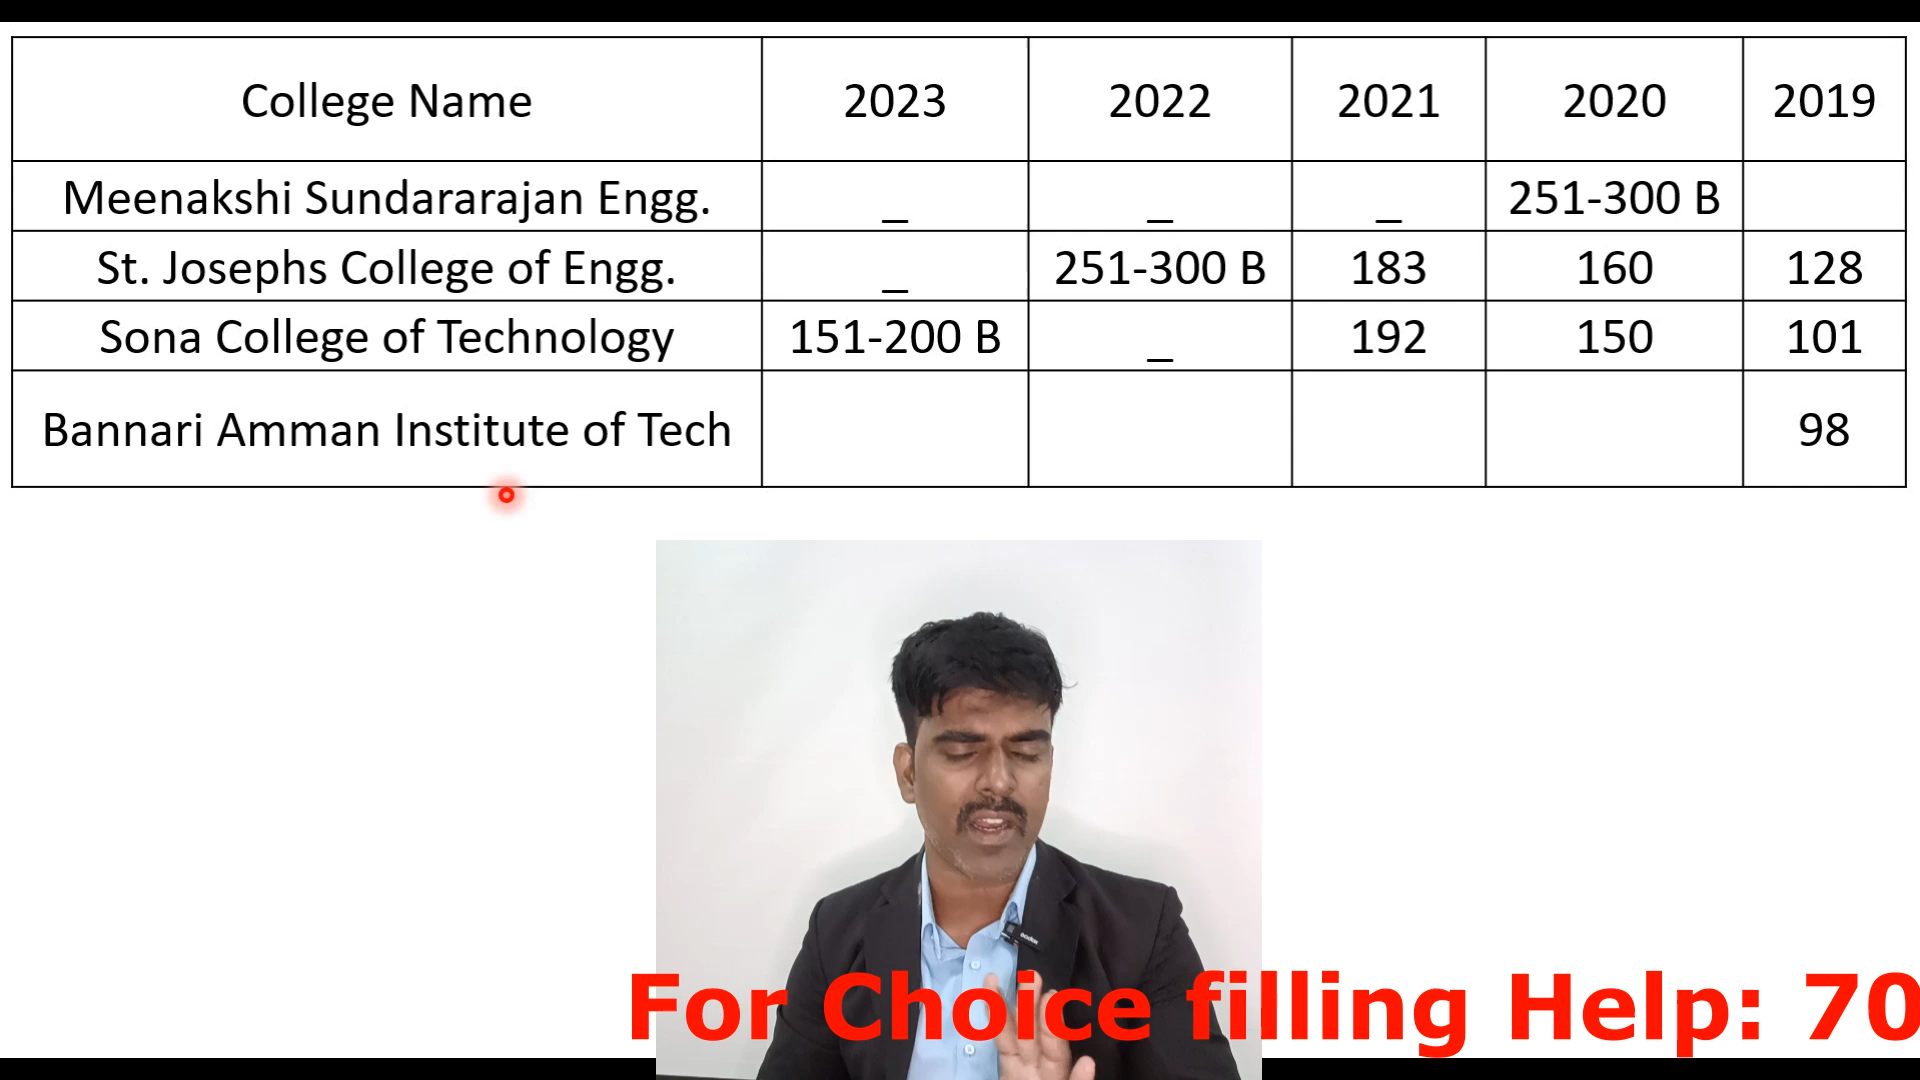 College Name 2023 2022 2021 2020 2019
Meenakshi Sundararajan Engg. _ _ _ 251-300 B
St. Josephs College of Engg. _ 251-300 B 183 160 128
Sona College of Technology 151-200 B _ 192 150 101
Bannari Amman Institute of Tech 98
For Choice filling Help: 70